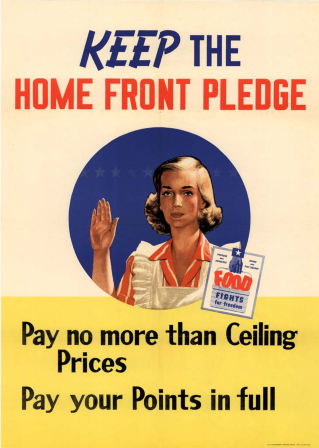 KEEP THE
HOME FRONT PLEDGE
FOOD
FIGHTS
for Freedom
Pay no more than Ceiling
Prices
Pay your Points in full